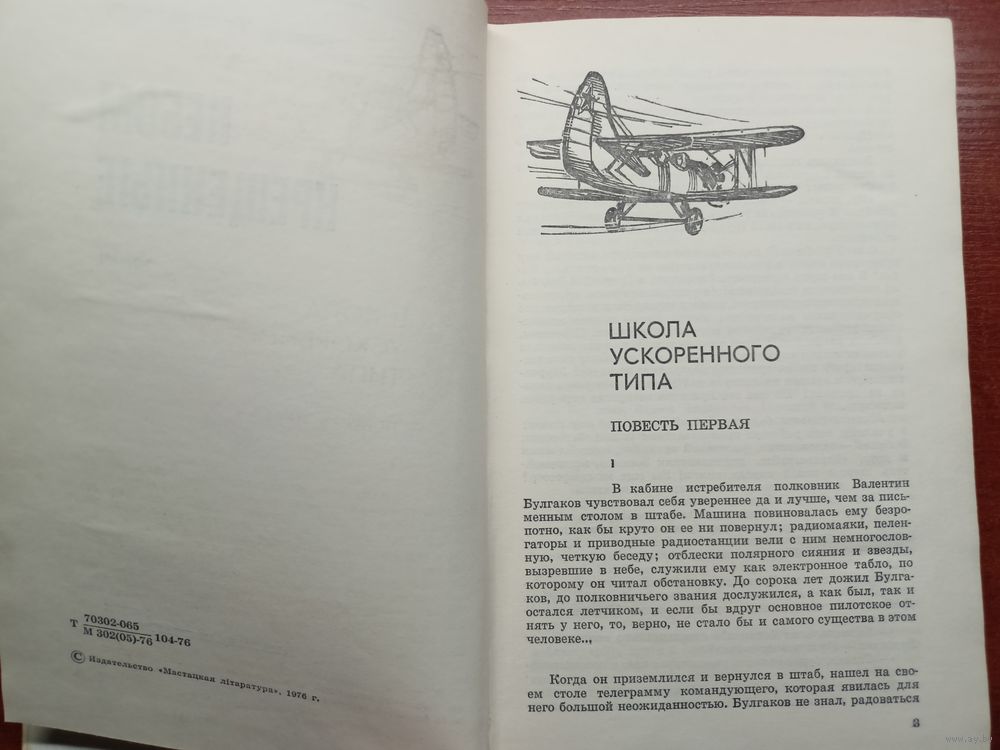 Т 70302-065
М 302(05)-76 104-76
© Издательство «Мастацкая лiтаратура», 1976 г.
ШКОЛА
УСКОРЕННОГО
ТИПА
ПОВЕСТЬ ПЕРВАЯ
1
В кабине истребителя полковник Валентин
Булгаков чувствовал себя увереннее да и лучше, чем за пись-
менным столом в штабе. Машина повиновалась ему безро-
потно, как бы круто он ее ни повернул; радиомаяки, пелен-
гаторы и приводные радиостанции вели с ним немногослов-
ную, четкую беседу; отблески полярного сияния и звезды,
вызревшие в небе, служили ему как электронное табло, по
которому он читал обстановку. До сорока лет дожил Булга-
ков, до полковничьего звания дослужился, а как был, так и
остался летчиком, и если бы вдруг основное пилотское от-
нять у него, то, верно, не стало бы и самого существа в этом
человеке...
Когда он приземлился и вернулся в штаб, нашел на сво-
ем столе телеграмму командующего, которая явилась для
него большой неожиданностью. Булгаков не знал, радоваться
3
www.ay.by